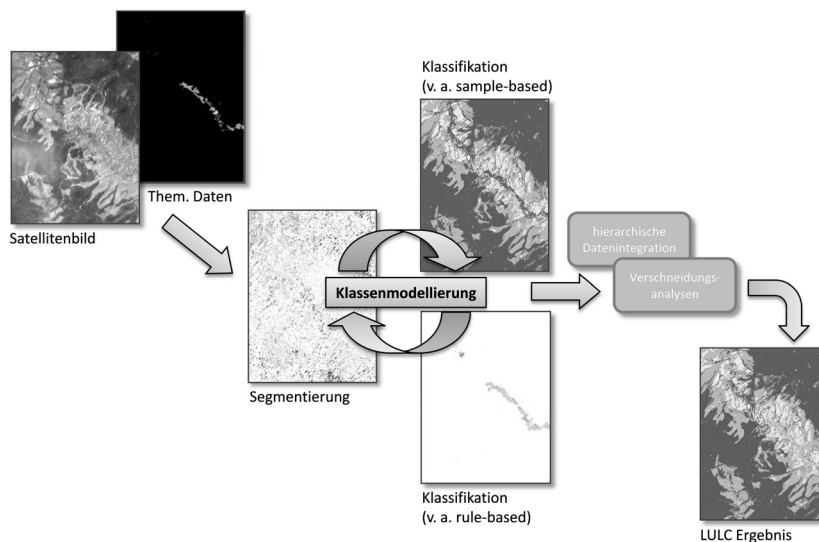 Klassifikation
(v. a. sample-based)
Them. Daten
Satellitenbild
hierarchische
Datenintegration
Verschneidungs-
analysen
Klassenmodellierung
Segmentierung
Klassifikation
(v. a. rule-based)
LULC Ergebnis